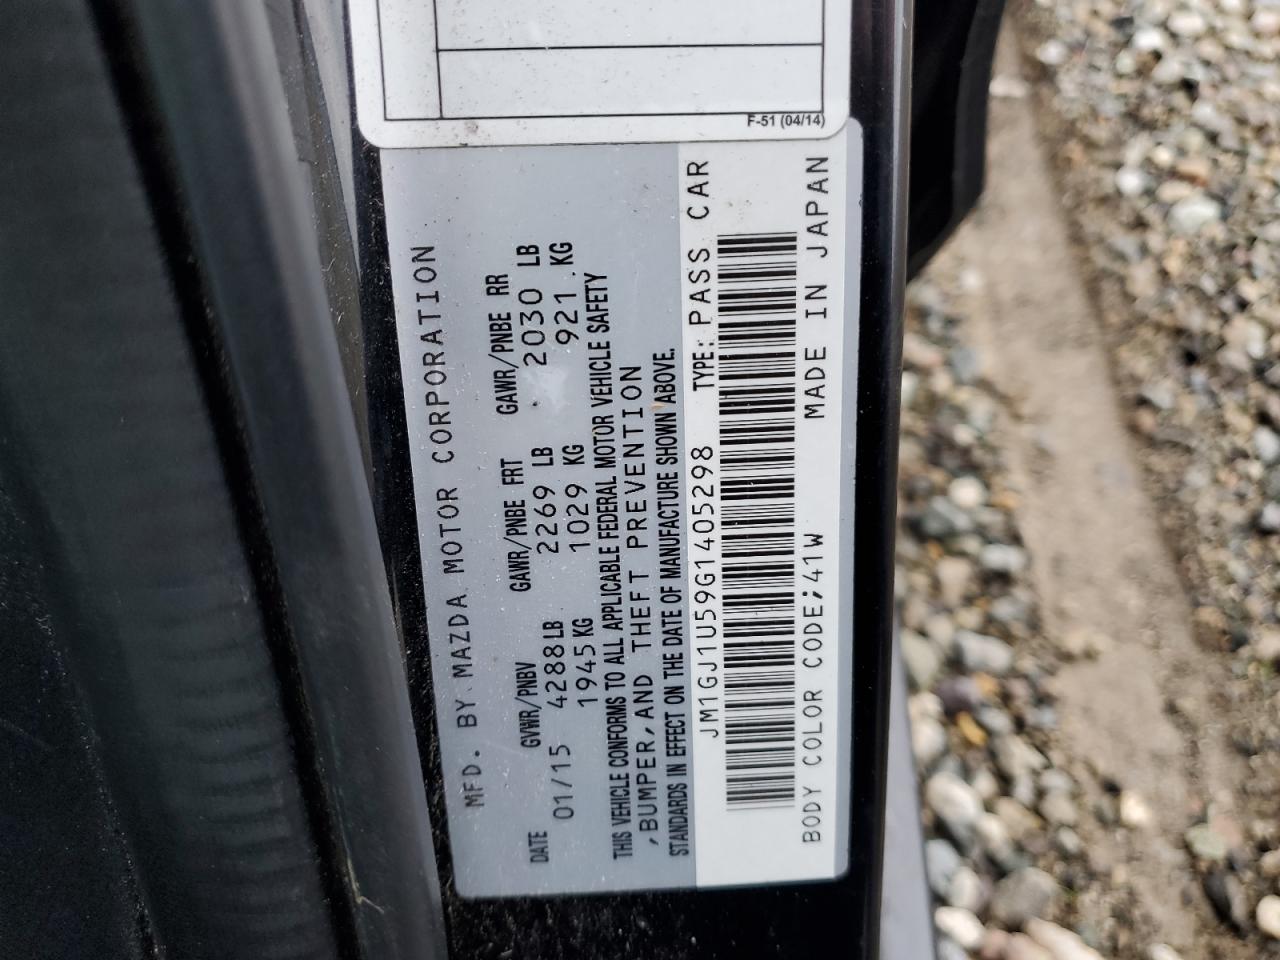 F-51 (04/14)
MFD. BY MAZDA MOTOR CORPORATION
DATE GVWR/PNBV GAWR/PNBE FRT GAWR/PNBE RR
01/15 4288LB 2269 LB 2030 LB
1945KG 1029 KG 921 KG
THIS VEHICLE CONFORMS TO ALL APPLICABLE FEDERAL MOTOR VEHICLE SAFETY
,BUMPER,AND THEFT PREVENTION
STANDARDS IN EFFECT ON THE DATE OF MANUFACTURE SHOWN ABOVE.
JM1GJ1U59G1405298 TYPE: PASS CAR
BODY COLOR CODE;41W MADE IN JAPAN